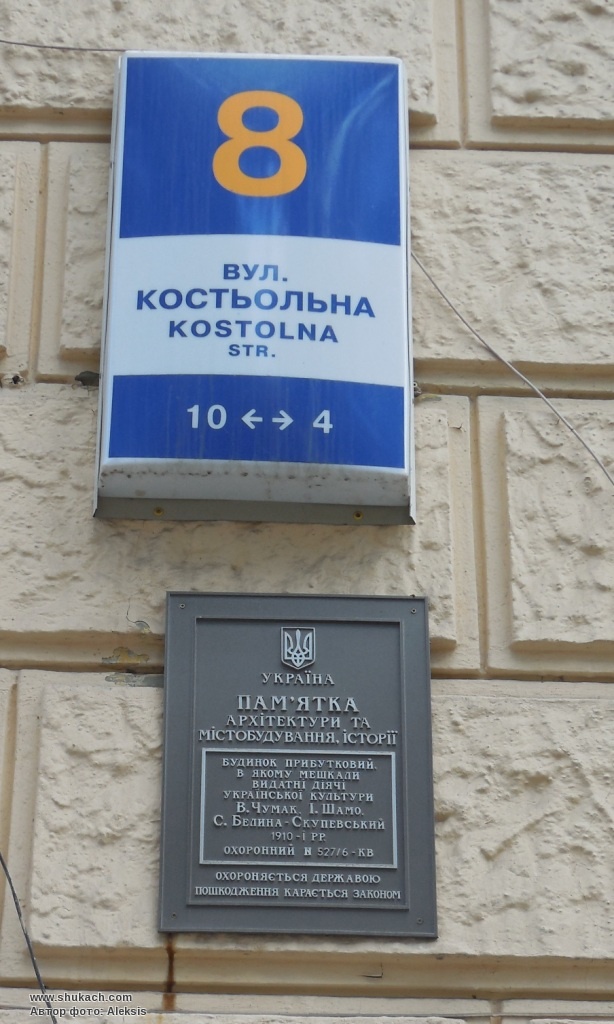 8
ВУЛ.
КОСТЬОЛЬНА
KOSTOLNA
STR.
10 ←→ 4
УКРАЇНА
ПАМ'ЯТКА
АРХІТЕКТУРИ ТА
МІСТОБУДУВАННЯ, ІСТОРІЇ
БУДИНОК ПРИБУТКОВИЙ,
В ЯКОМУ МЕШКАЛИ
ВИДАТНІ ДІЯЧІ
УКРАЇНСЬКОЇ КУЛЬТУРИ
В. ЧУМАК, І. ШАМО,
С. БЕДИНА-СКУПЕВСЬКИЙ
1910-І РР.
ОХОРОННИЙ N 527/6-КВ
ОХОРОНЯЄТЬСЯ ДЕРЖАВОЮ
ПОШКОДЖЕННЯ КАРАЄТЬСЯ ЗАКОНОМ
www.shukach.com
Автор фото: Aleksis